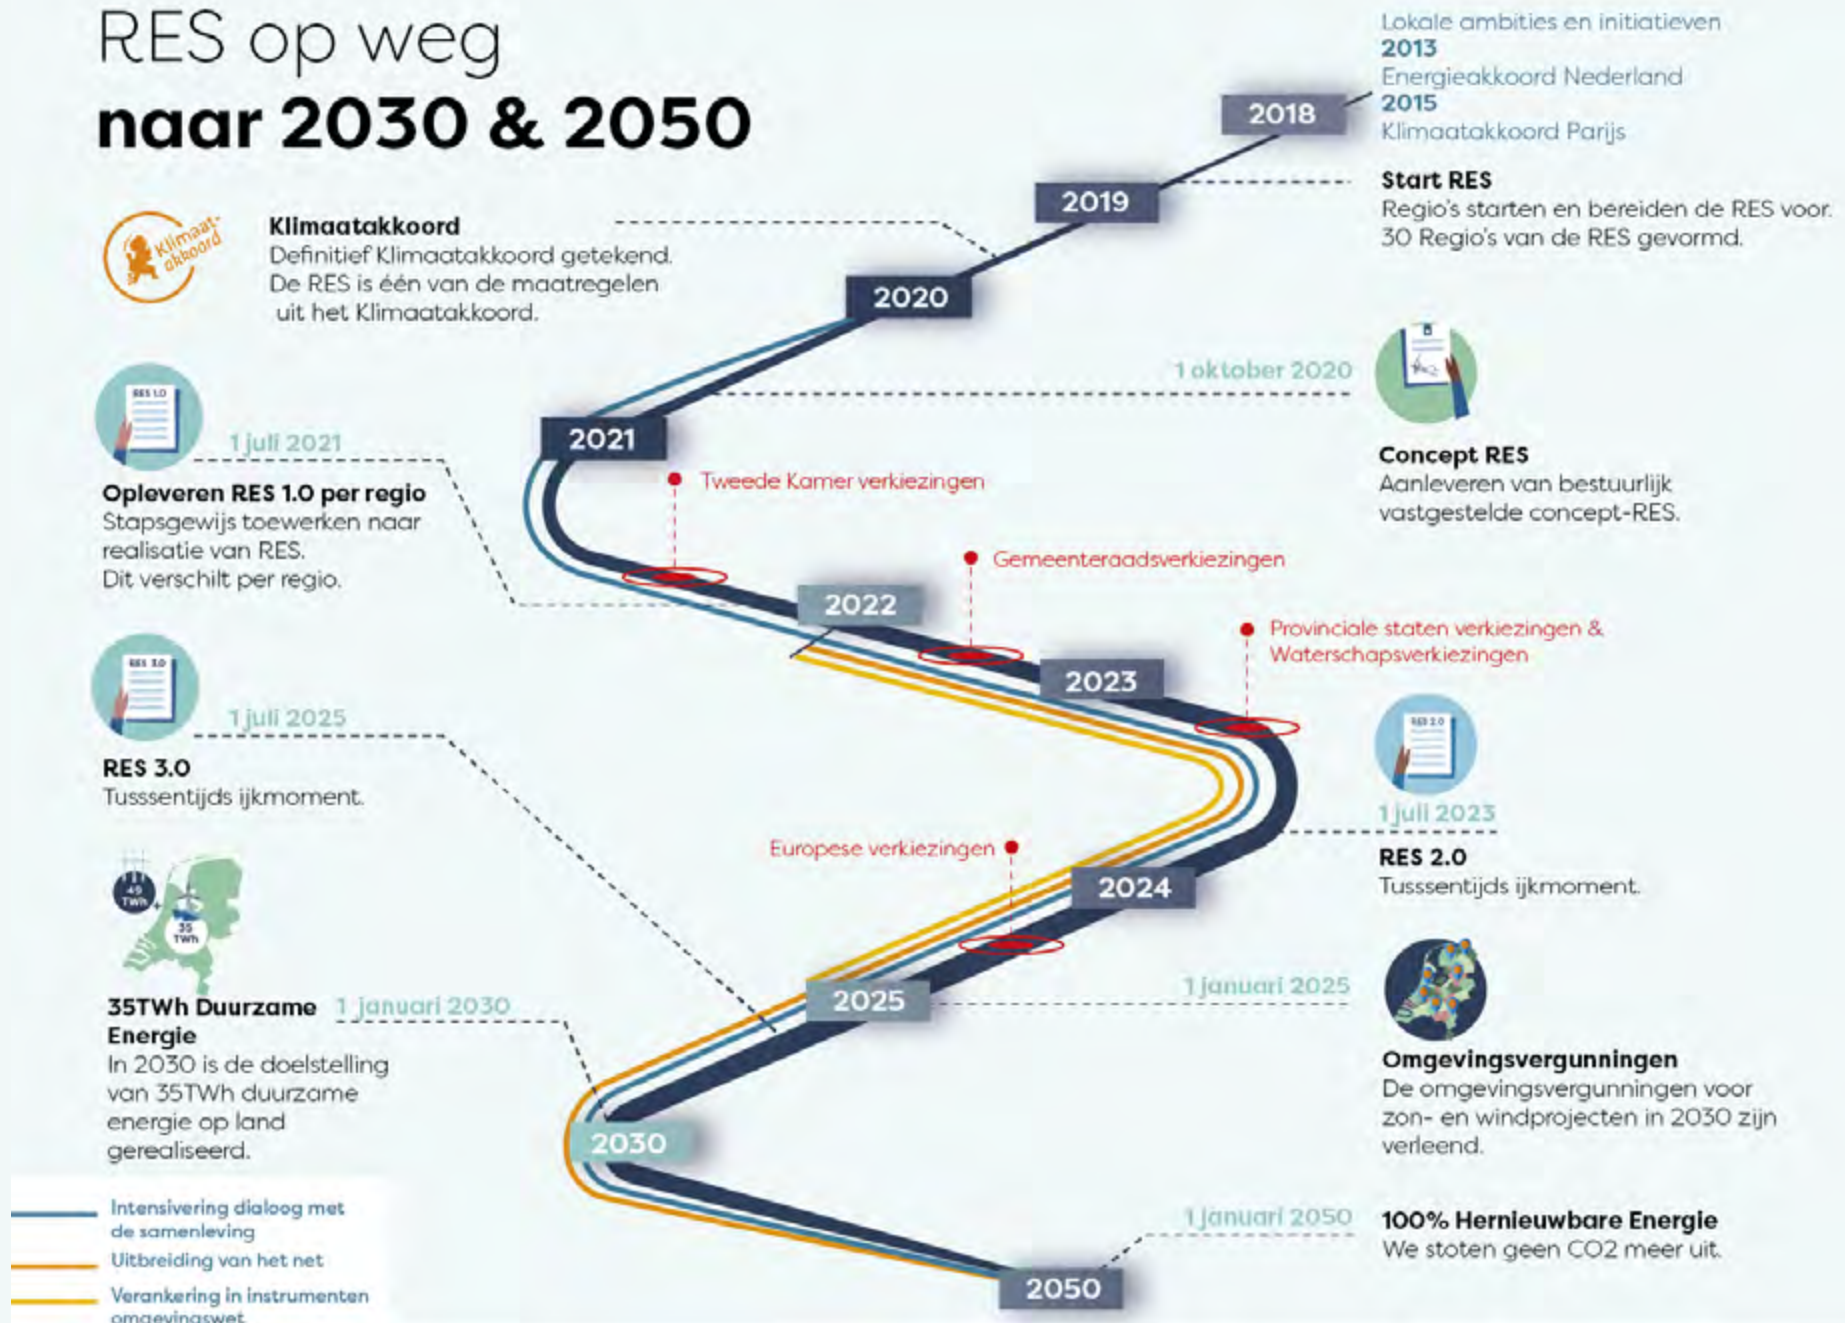 RES op weg
naar 2030 & 2050
Lokale ambities en initiatieven
2013
Energieakkoord Nederland
2015
Klimaatakkoord Parijs
2018
Start RES
Regio's starten en bereiden de RES voor.
30 Regio's van de RES gevormd.
2019
Klimaat-
akkoord
Klimaatakkoord
Definitief Klimaatakkoord getekend.
De RES is één van de maatregelen
uit het Klimaatakkoord.
2020
1 oktober 2020
Concept RES
Aanleveren van bestuurlijk
vastgestelde concept-RES.
2021
RES 1.0
1 juli 2021
Opleveren RES 1.0 per regio
Stapsgewijs toewerken naar
realisatie van RES.
Dit verschilt per regio.
Tweede Kamer verkiezingen
2022
Gemeenteraadsverkiezingen
2023
Provinciale staten verkiezingen &
Waterschapsverkiezingen
RES 3.0
1 juli 2025
RES 3.0
Tusssentijds ijkmoment.
RES 2.0
1 juli 2023
RES 2.0
Tusssentijds ijkmoment.
Europese verkiezingen
2024
49
TWh
+
35
TWh
35TWh Duurzame
Energie
1 januari 2030
In 2030 is de doelstelling
van 35TWh duurzame
energie op land
gerealiseerd.
2025
1 januari 2025
Omgevingsvergunningen
De omgevingsvergunningen voor
zon- en windprojecten in 2030 zijn
verleend.
2030
1 januari 2050
100% Hernieuwbare Energie
We stoten geen CO2 meer uit.
2050
Intensivering dialoog met
de samenleving
Uitbreiding van het net
Verankering in instrumenten
omgevingswet